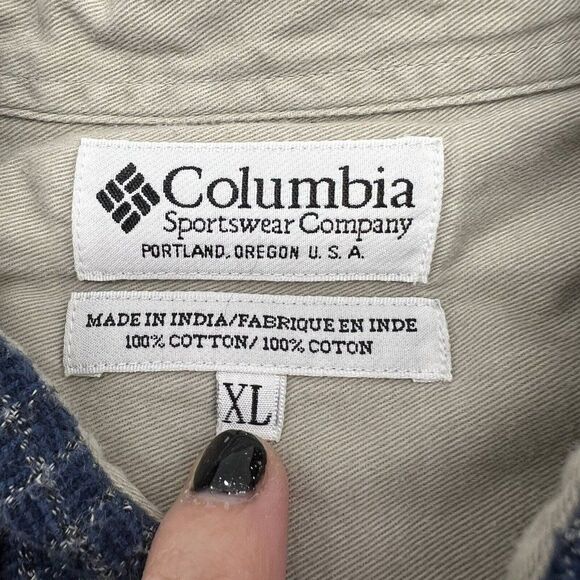 Columbia
Sportswear Company
PORTLAND, OREGON U.S.A.
MADE IN INDIA/FABRIQUE EN INDE
100% COTTON/100% COTON
XL